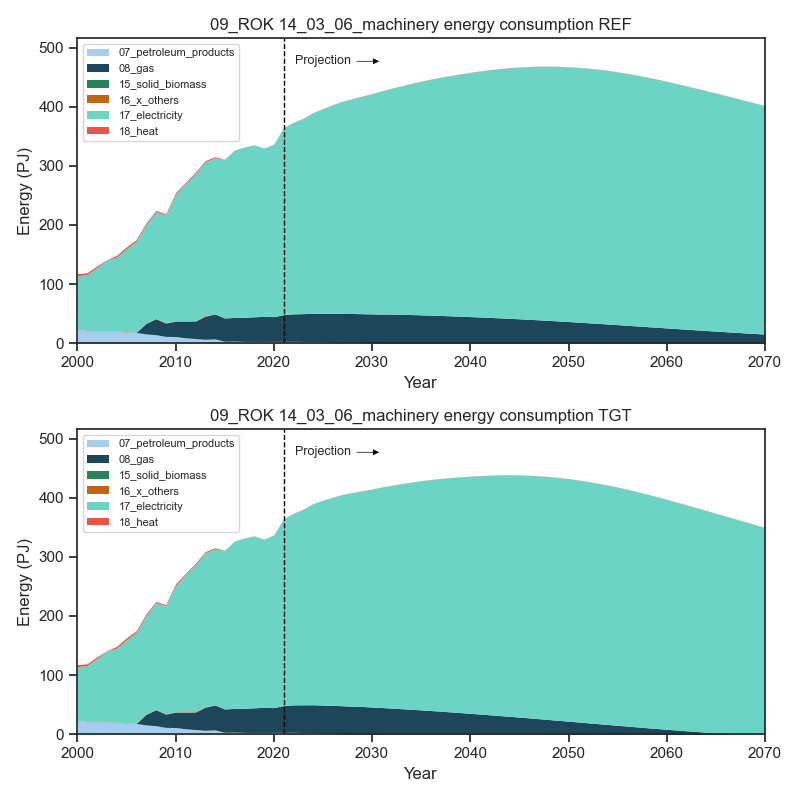 09_ROK 14_03_06_machinery energy consumption REF
500
400
300
200
100
0
Energy (PJ)
07_petroleum_products
08_gas
15_solid_biomass
16_x_others
17_electricity
18_heat
Projection
2000 2010 2020 2030 2040 2050 2060 2070
Year
09_ROK 14_03_06_machinery energy consumption TGT
500
400
300
200
100
0
Energy (PJ)
07_petroleum_products
08_gas
15_solid_biomass
16_x_others
17_electricity
18_heat
Projection
2000 2010 2020 2030 2040 2050 2060 2070
Year